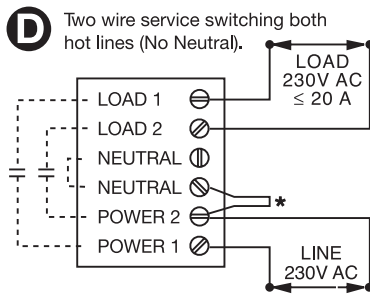 D Two wire service switching both
hot lines (No Neutral).
LOAD
230V AC
≤ 20 A
LOAD 1
LOAD 2
NEUTRAL
NEUTRAL
*
POWER 2
POWER 1
LINE
230V AC